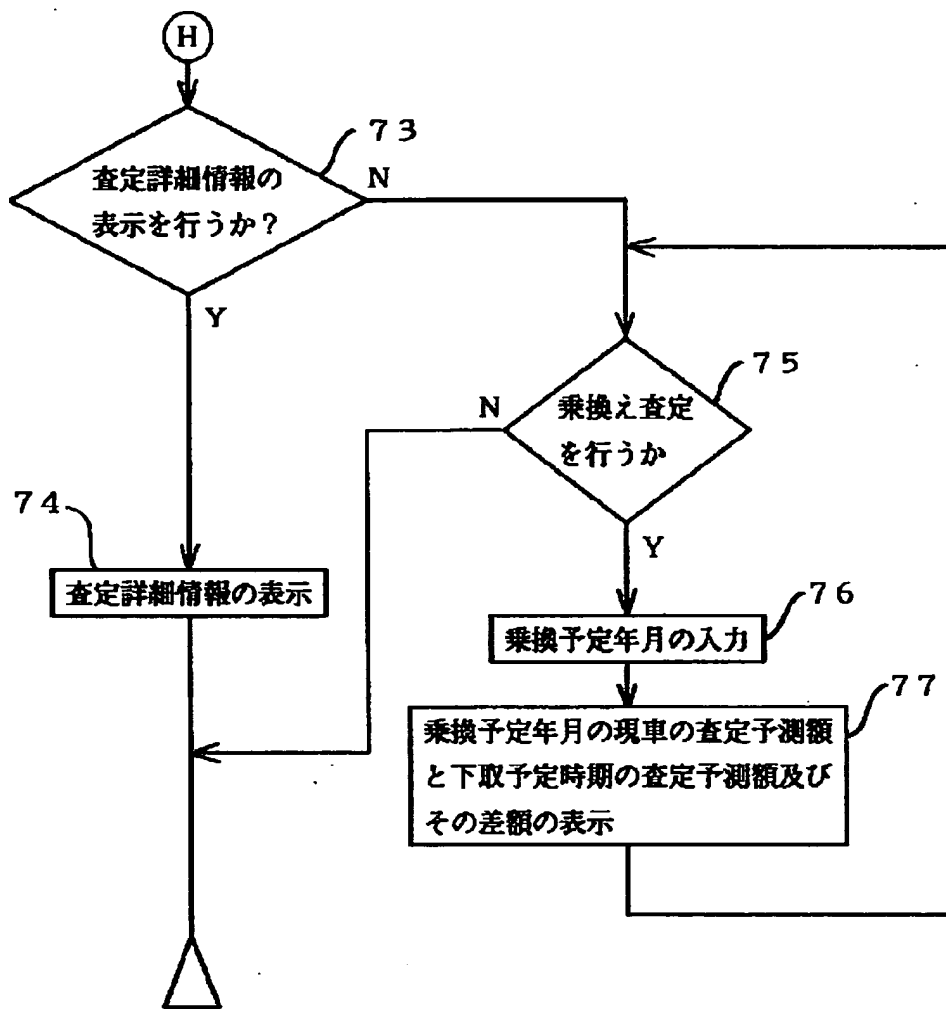 H
73
査定詳細情報の
表示を行うか?
N
Y
75
乗換え査定
を行うか
N
Y
74
査定詳細情報の表示
76
乗換予定年月の入力
77
乗換予定年月の現車の査定予測額
と下取予定時期の査定予測額及び
その差額の表示